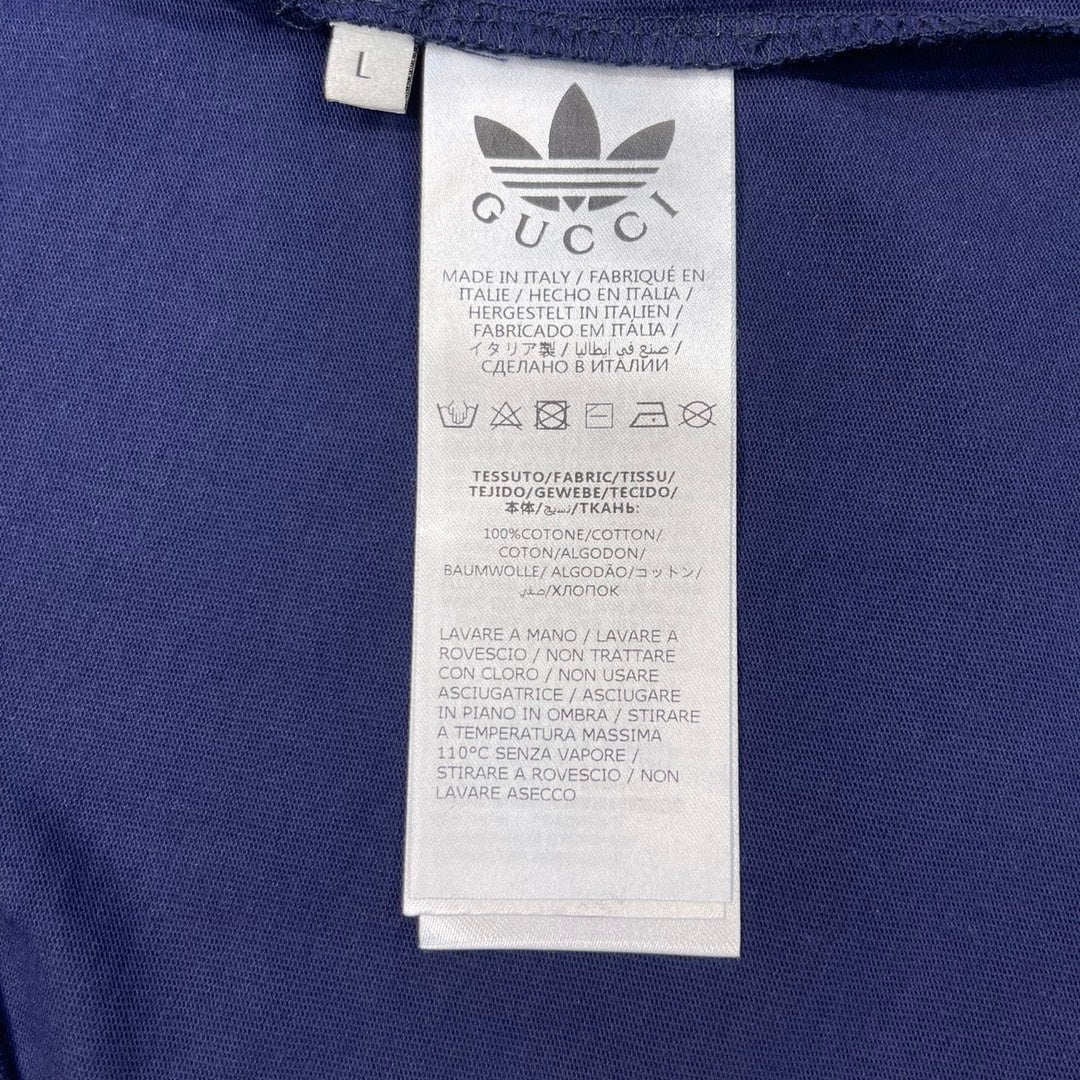 L
GUCCI
MADE IN ITALY / FABRIQUÉ EN
ITALIE / HECHO EN ITALIA /
HERGESTELT IN ITALIEN /
FABRICADO EM ITÁLIA /
イタリア製 / صنع في ايطاليا /
СДЕЛАНО В ИТАЛИИ
TESSUTO/FABRIC/TISSU/
TEJIDO/GEWEBE/TECIDO/
本体/نسيج/ТКАНЬ:
100%COTONE/COTTON/
COTON/ALGODON/
BAUMWOLLE/ ALGODÃO/コットン/
/ХЛОПОК
LAVARE A MANO / LAVARE A
ROVESCIO / NON TRATTARE
CON CLORO / NON USARE
ASCIUGATRICE / ASCIUGARE
IN PIANO IN OMBRA / STIRARE
A TEMPERATURA MASSIMA
110°C SENZA VAPORE /
STIRARE A ROVESCIO / NON
LAVARE ASECCO